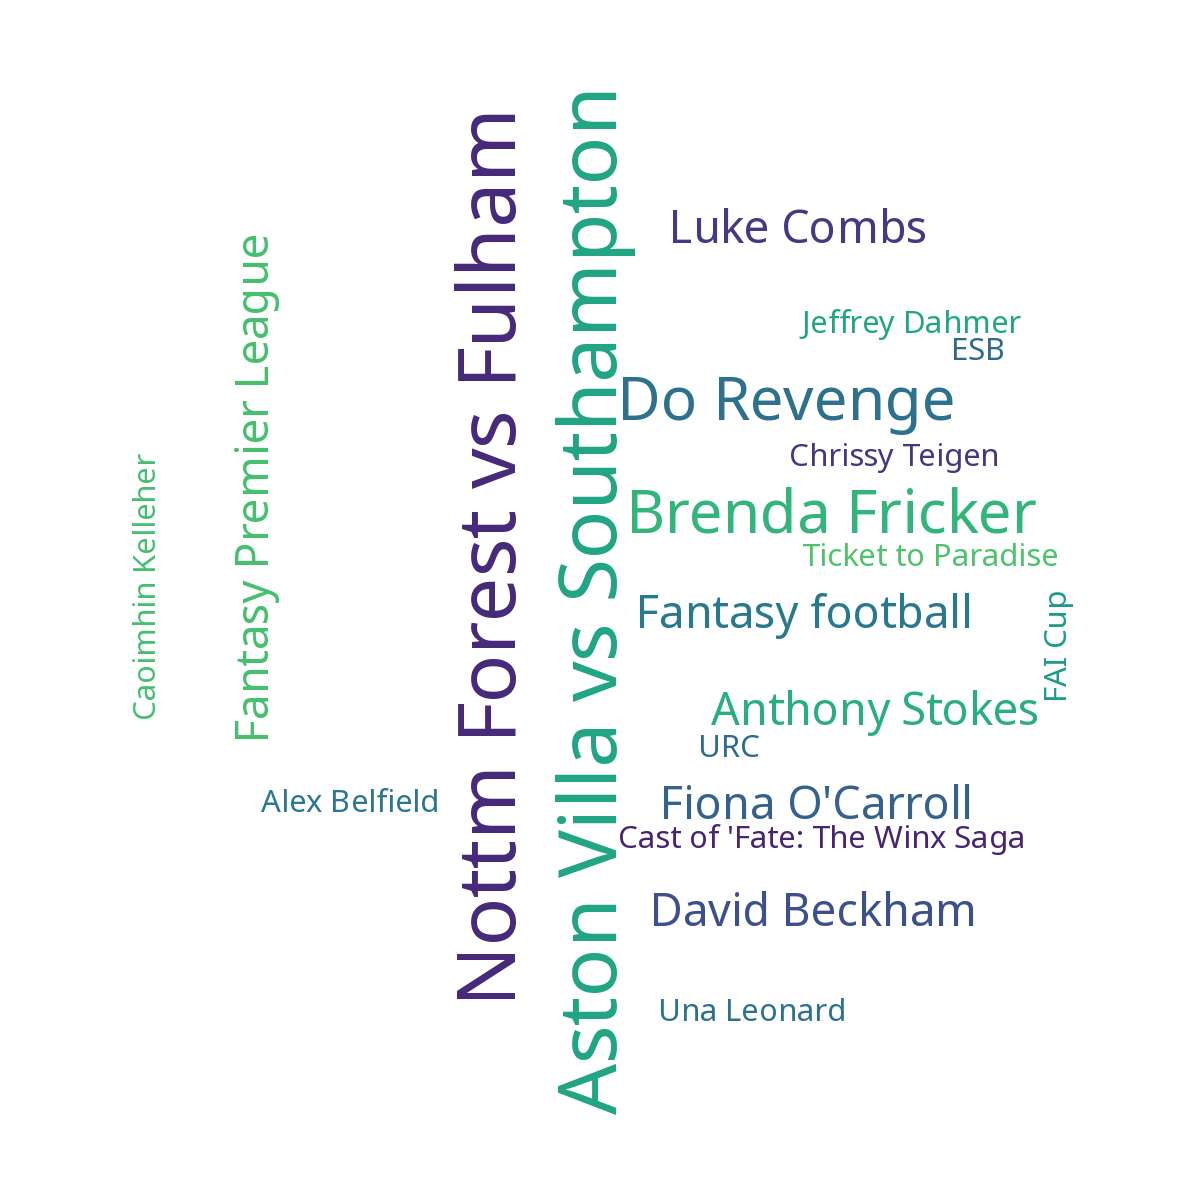 Caoimhin Kelleher
Fantasy Premier League
Alex Belfield
Nottm Forest vs Fulham
Aston Villa vs Southampton
Luke Combs
Jeffrey Dahmer
ESB
Do Revenge
Chrissy Teigen
Brenda Fricker
Ticket to Paradise
Fantasy football
FAI Cup
Anthony Stokes
URC
Fiona O'Carroll
Cast of 'Fate: The Winx Saga
David Beckham
Una Leonard